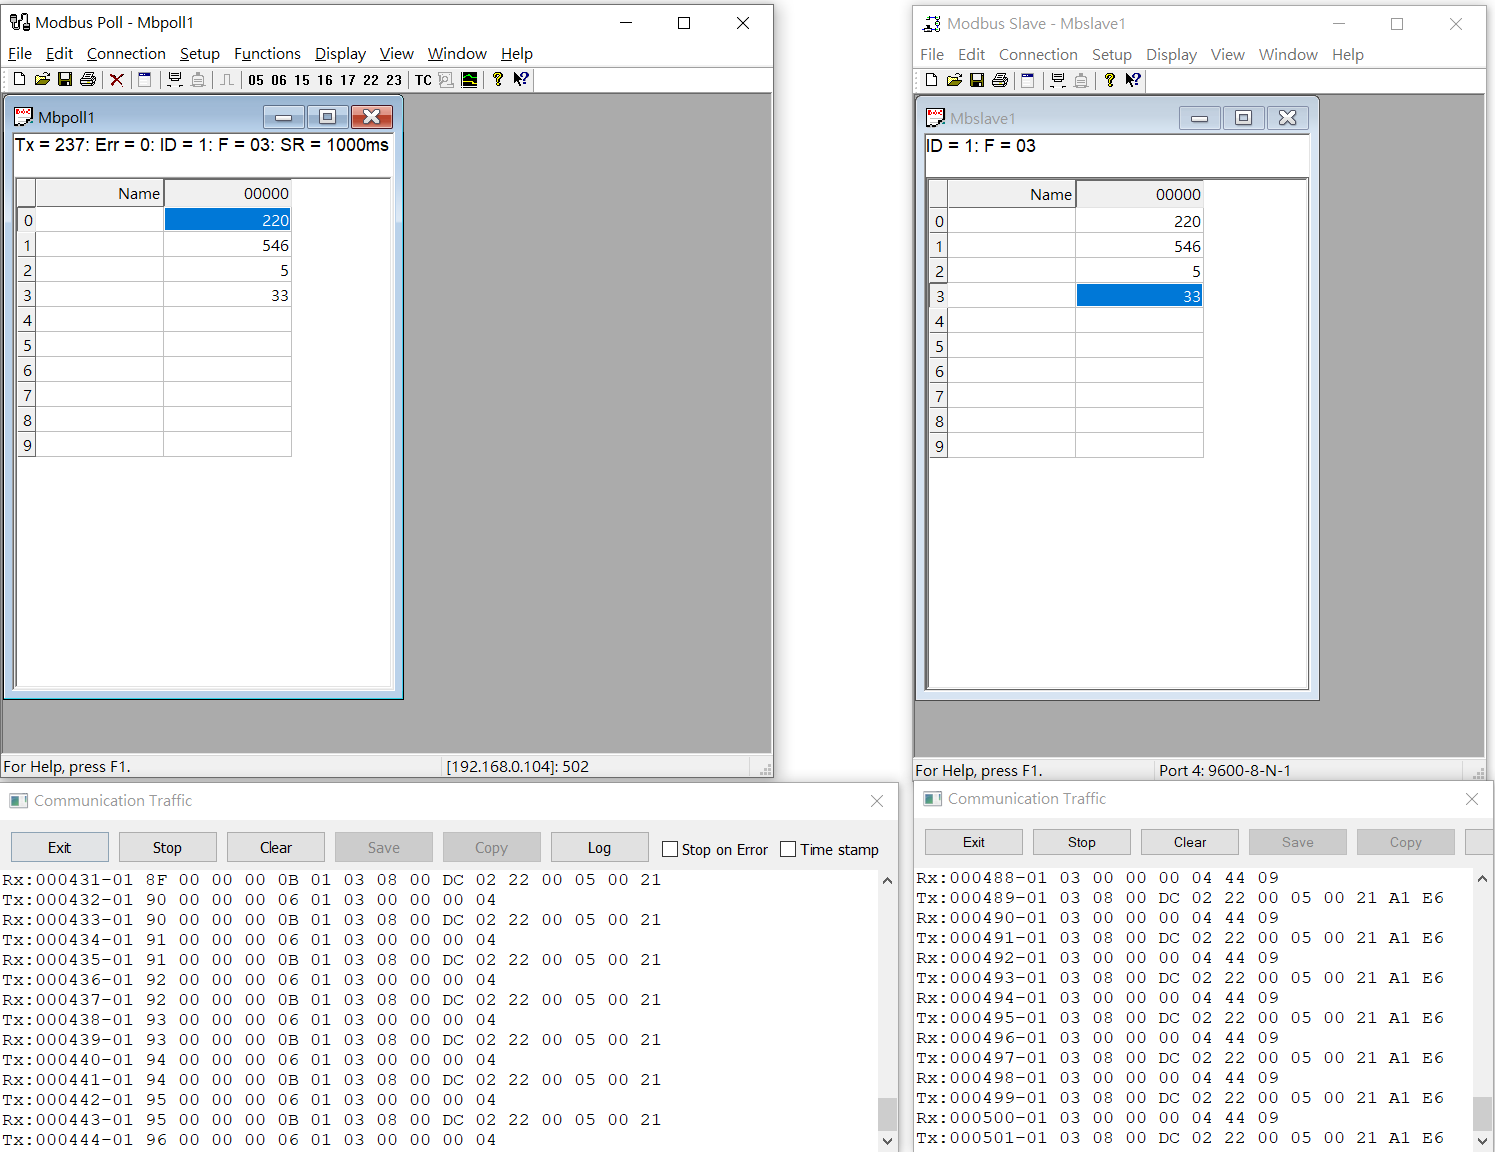 Modbus Poll - Mbpoll1
File Edit Connection Setup Functions Display View Window Help
05 06 15 16 17 22 23 TC
Mbpoll1
Tx = 237: Err = 0: ID = 1: F = 03: SR = 1000ms
Name 00000
0 220
1 546
2 5
3 33
4
5
6
7
8
9
For Help, press F1. [192.168.0.104]: 502
Modbus Slave - Mbslave1
File Edit Connection Setup Display View Window Help
Mbslave1
ID = 1: F = 03
Name 00000
0 220
1 546
2 5
3 33
4
5
6
7
8
9
For Help, press F1. Port 4: 9600-8-N-1
Communication Traffic
Exit Stop Clear Save Copy Log Stop on Error Time stamp
Rx:000431-01 8F 00 00 00 0B 01 03 08 00 DC 02 22 00 05 00 21
Tx:000432-01 90 00 00 00 06 01 03 00 00 00 04
Rx:000433-01 90 00 00 00 0B 01 03 08 00 DC 02 22 00 05 00 21
Tx:000434-01 91 00 00 00 06 01 03 00 00 00 04
Rx:000435-01 91 00 00 00 0B 01 03 08 00 DC 02 22 00 05 00 21
Tx:000436-01 92 00 00 00 06 01 03 00 00 00 04
Rx:000437-01 92 00 00 00 0B 01 03 08 00 DC 02 22 00 05 00 21
Tx:000438-01 93 00 00 00 06 01 03 00 00 00 04
Rx:000439-01 93 00 00 00 0B 01 03 08 00 DC 02 22 00 05 00 21
Tx:000440-01 94 00 00 00 06 01 03 00 00 00 04
Rx:000441-01 94 00 00 00 0B 01 03 08 00 DC 02 22 00 05 00 21
Tx:000442-01 95 00 00 00 06 01 03 00 00 00 04
Rx:000443-01 95 00 00 00 0B 01 03 08 00 DC 02 22 00 05 00 21
Tx:000444-01 96 00 00 00 06 01 03 00 00 00 04
Communication Traffic
Exit Stop Clear Save Copy
Rx:000488-01 03 00 00 00 04 44 09
Tx:000489-01 03 08 00 DC 02 22 00 05 00 21 A1 E6
Rx:000490-01 03 00 00 00 04 44 09
Tx:000491-01 03 08 00 DC 02 22 00 05 00 21 A1 E6
Rx:000492-01 03 00 00 00 04 44 09
Tx:000493-01 03 08 00 DC 02 22 00 05 00 21 A1 E6
Rx:000494-01 03 00 00 00 04 44 09
Tx:000495-01 03 08 00 DC 02 22 00 05 00 21 A1 E6
Rx:000496-01 03 00 00 00 04 44 09
Tx:000497-01 03 08 00 DC 02 22 00 05 00 21 A1 E6
Rx:000498-01 03 00 00 00 04 44 09
Tx:000499-01 03 08 00 DC 02 22 00 05 00 21 A1 E6
Rx:000500-01 03 00 00 00 04 44 09
Tx:000501-01 03 08 00 DC 02 22 00 05 00 21 A1 E6